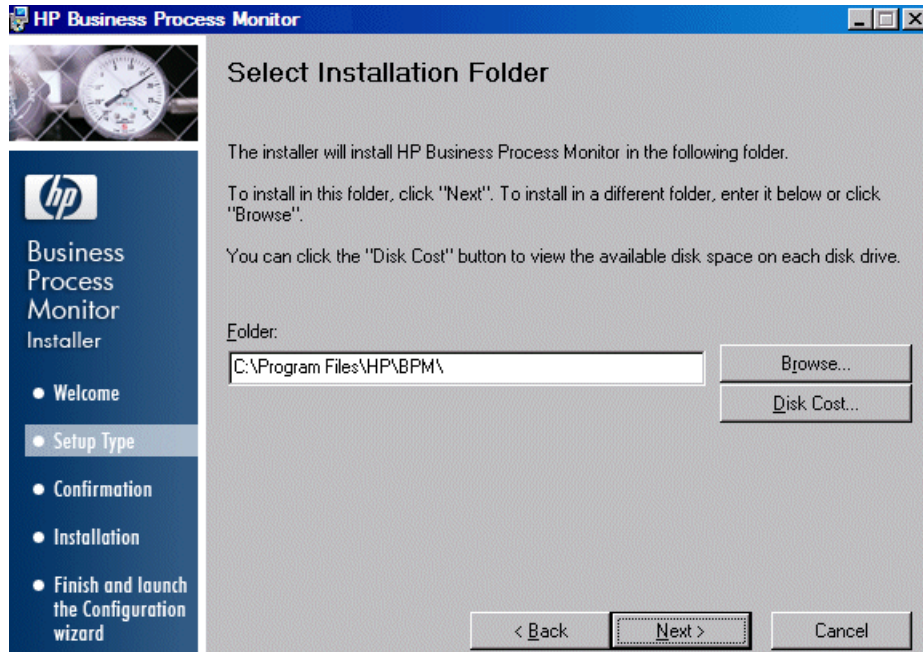 HP Business Process Monitor
Select Installation Folder
The installer will install HP Business Process Monitor in the following folder.
To install in this folder, click "Next". To install in a different folder, enter it below or click
"Browse".
You can click the "Disk Cost" button to view the available disk space on each disk drive.
Folder:
C:\Program Files\HP\BPM\
Browse...
Disk Cost...
hp
Business
Process
Monitor
Installer
Welcome
Setup Type
Confirmation
Installation
Finish and launch
the Configuration
wizard
< Back
Next >
Cancel